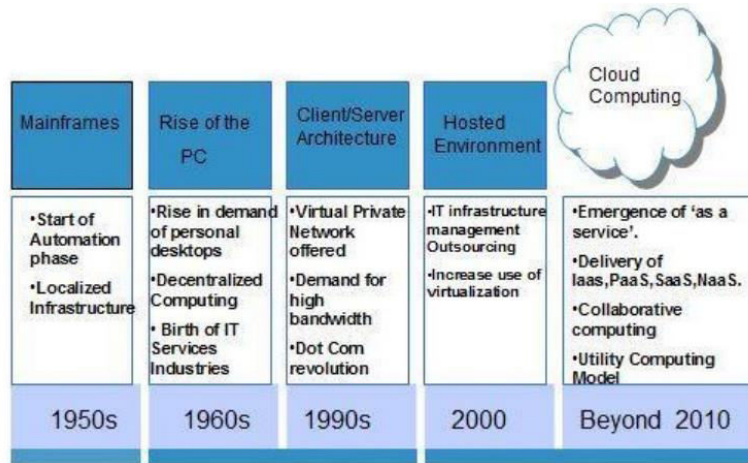 Mainframes
Rise of the
PC
Client/Server
Architecture
Hosted
Environment
Cloud
Computing
•Start of
Automation
phase
•Localized
Infrastructure
•Rise in demand
of personal
desktops
•Decentralized
Computing
• Birth of IT
Services
Industries
•Virtual Private
Network
offered
•Demand for
high
bandwidth
•Dot Com
revolution
•IT infrastructure
management
Outsourcing
•Increase use of
virtualization
•Emergence of ‘as a
service’.
•Delivery of
Iaas,PaaS,SaaS,NaaS.
•Collaborative
computing
•Utility Computing
Model
1950s
1960s
1990s
2000
Beyond 2010